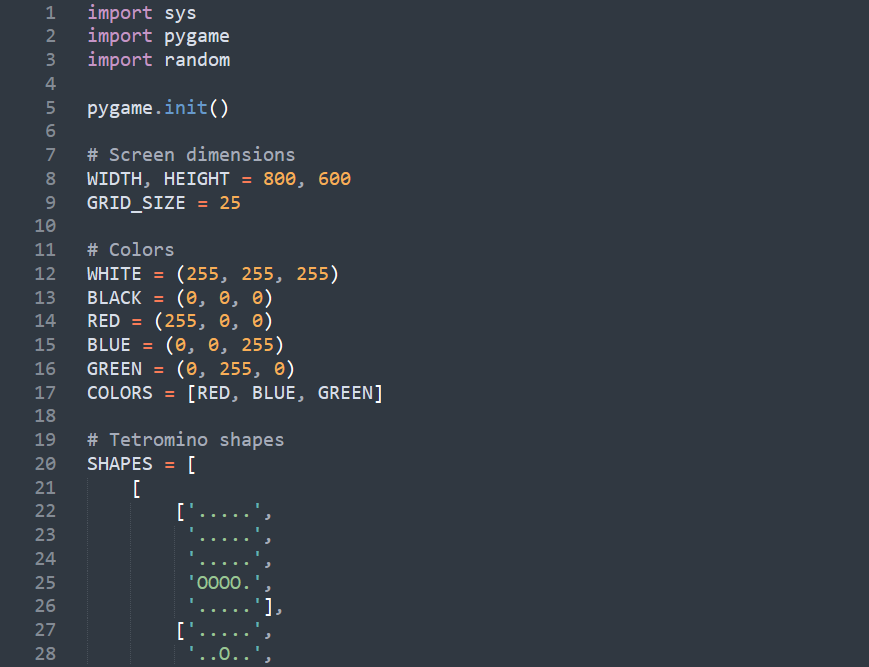 1 import sys
2 import pygame
3 import random
4
5 pygame.init()
6
7 # Screen dimensions
8 WIDTH, HEIGHT = 800, 600
9 GRID_SIZE = 25
10
11 # Colors
12 WHITE = (255, 255, 255)
13 BLACK = (0, 0, 0)
14 RED = (255, 0, 0)
15 BLUE = (0, 0, 255)
16 GREEN = (0, 255, 0)
17 COLORS = [RED, BLUE, GREEN]
18
19 # Tetromino shapes
20 SHAPES = [
21     [
22         ['.....',
23          '.....',
24          '.....',
25          'OOOO.',
26          '.....'],
27         ['.....',
28          '..O..',